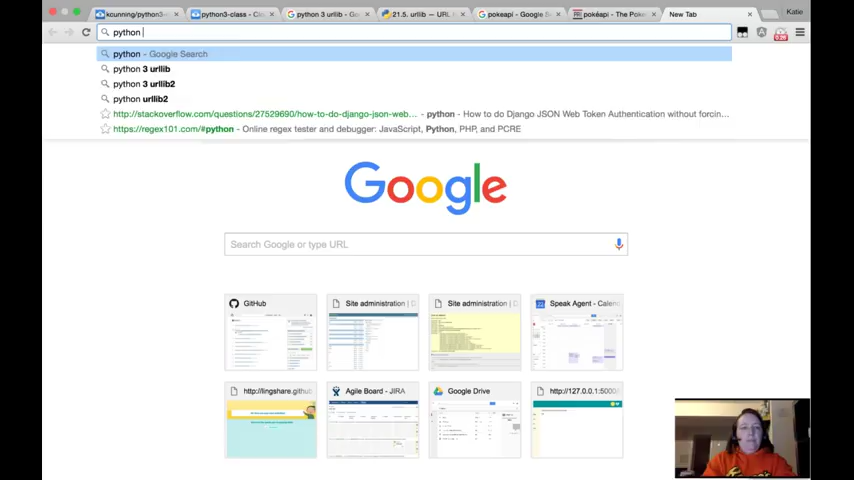 kcunning/python3-
python3-class - Clo
python 3 urllib - Goo
21.5. urllib — URL
pokeapi - Google S
pokéapi - The Poké
New Tab
Katie
python
python - Google Search
python 3 urllib
python 3 urllib2
python urllib2
http://stackoverflow.com/questions/27529690/how-to-do-django-json-web... - python - How to do Django JSON Web Token Authentication without forcin...
https://regex101.com/#python - Online regex tester and debugger: JavaScript, Python, PHP, and PCRE
Google
Search Google or type URL
GitHub
Site administration | D
Site administration | D
Speak Agent - Calen
http://lingshare.github
Agile Board - JIRA
Google Drive
http://127.0.0.1:5000/